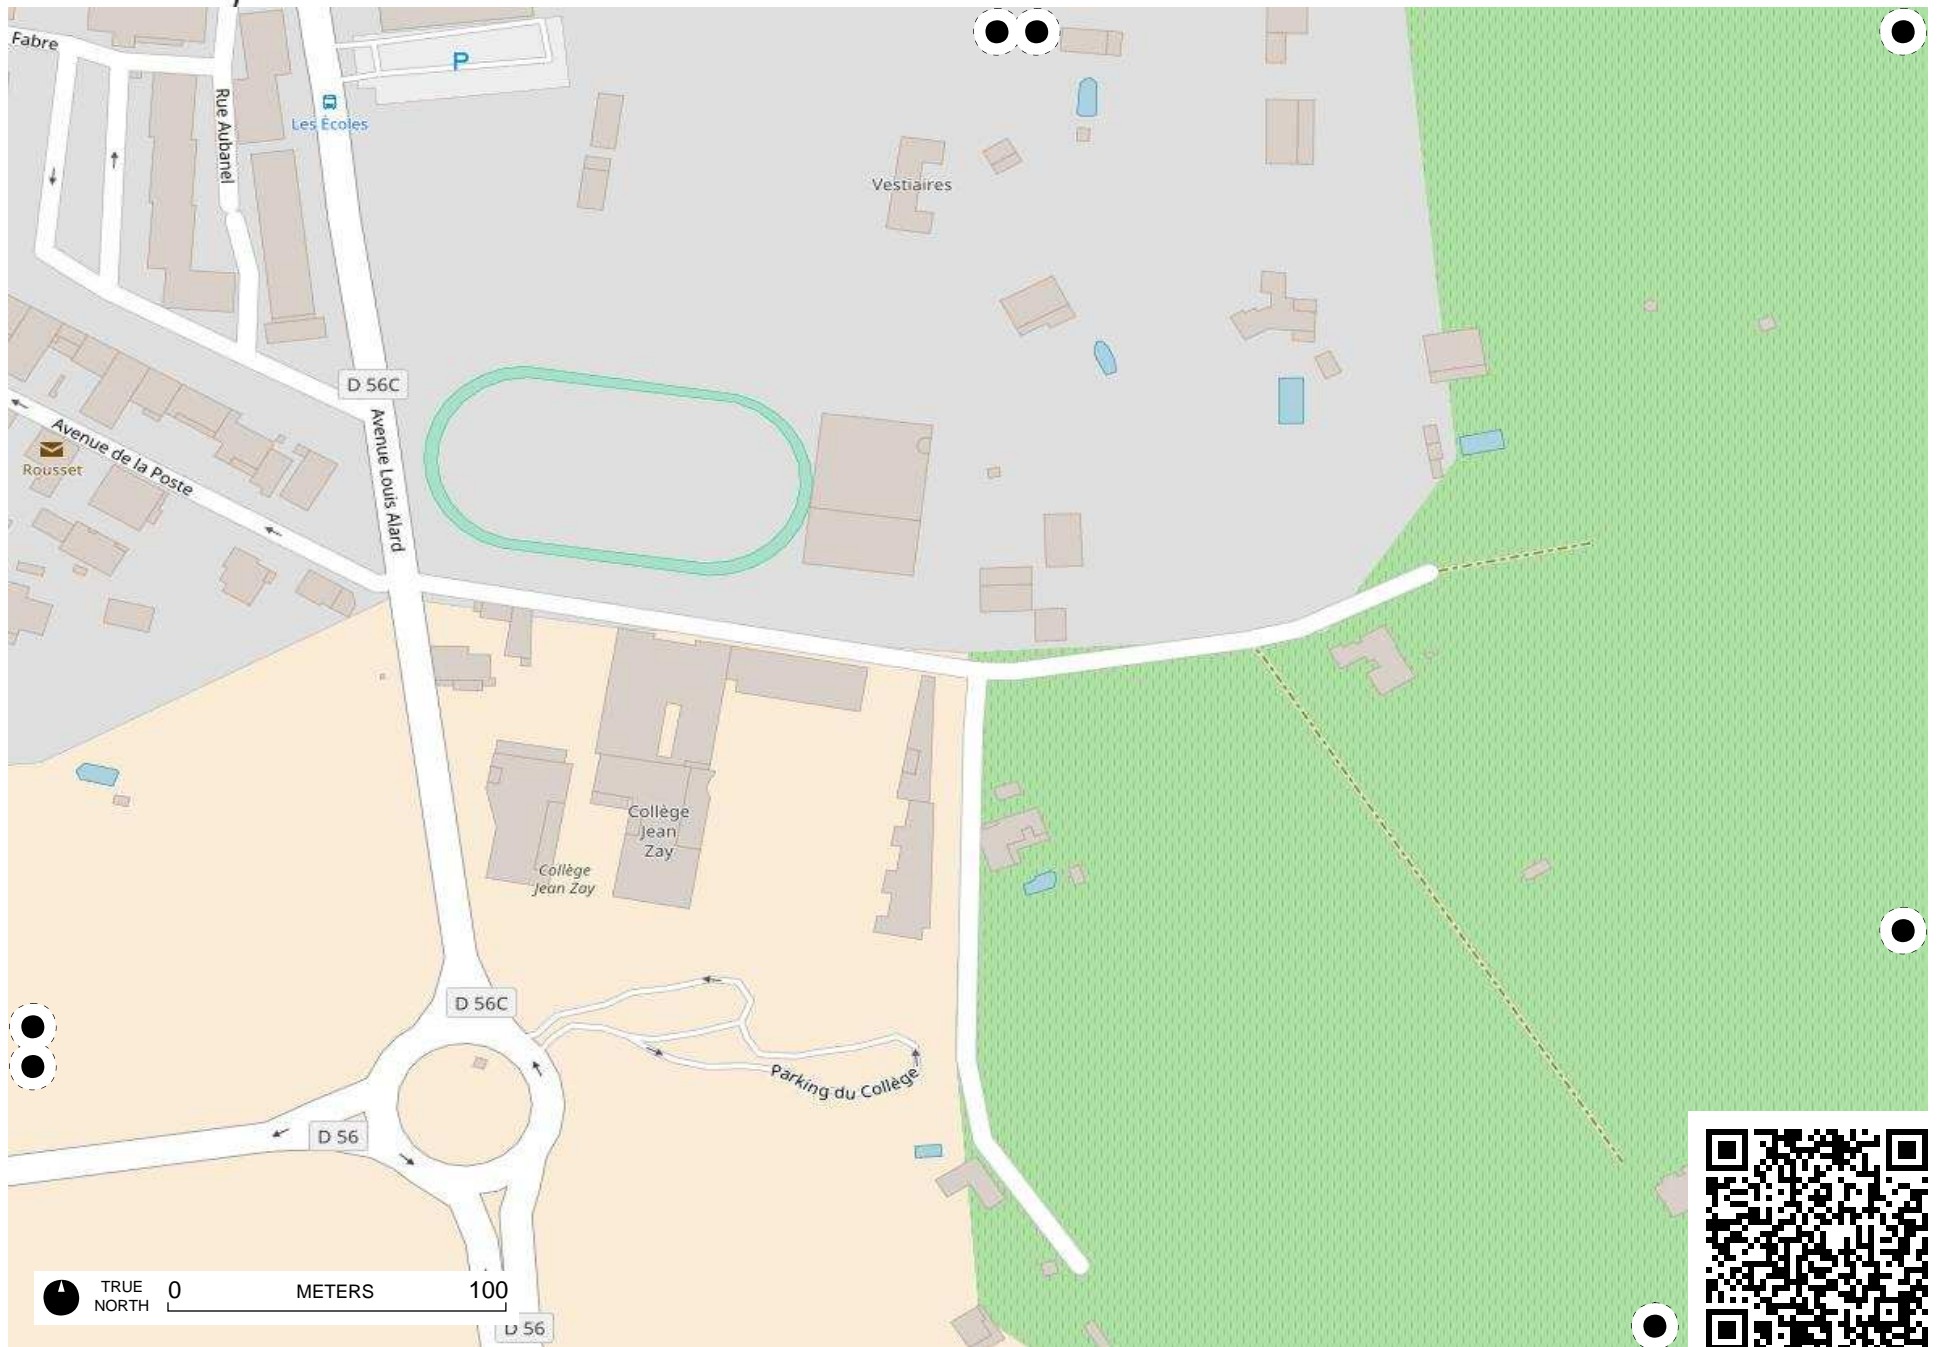 Fabre
P
Rue Aubanel
Les Écoles
Vestiaires
D 56C
Avenue Louis Alard
Avenue de la Poste
Rousset
Collège
Jean
Zay
Collège
Jean Zay
D 56C
Parking du Collège
D 56
TRUE
NORTH
0 METERS 100
D 56